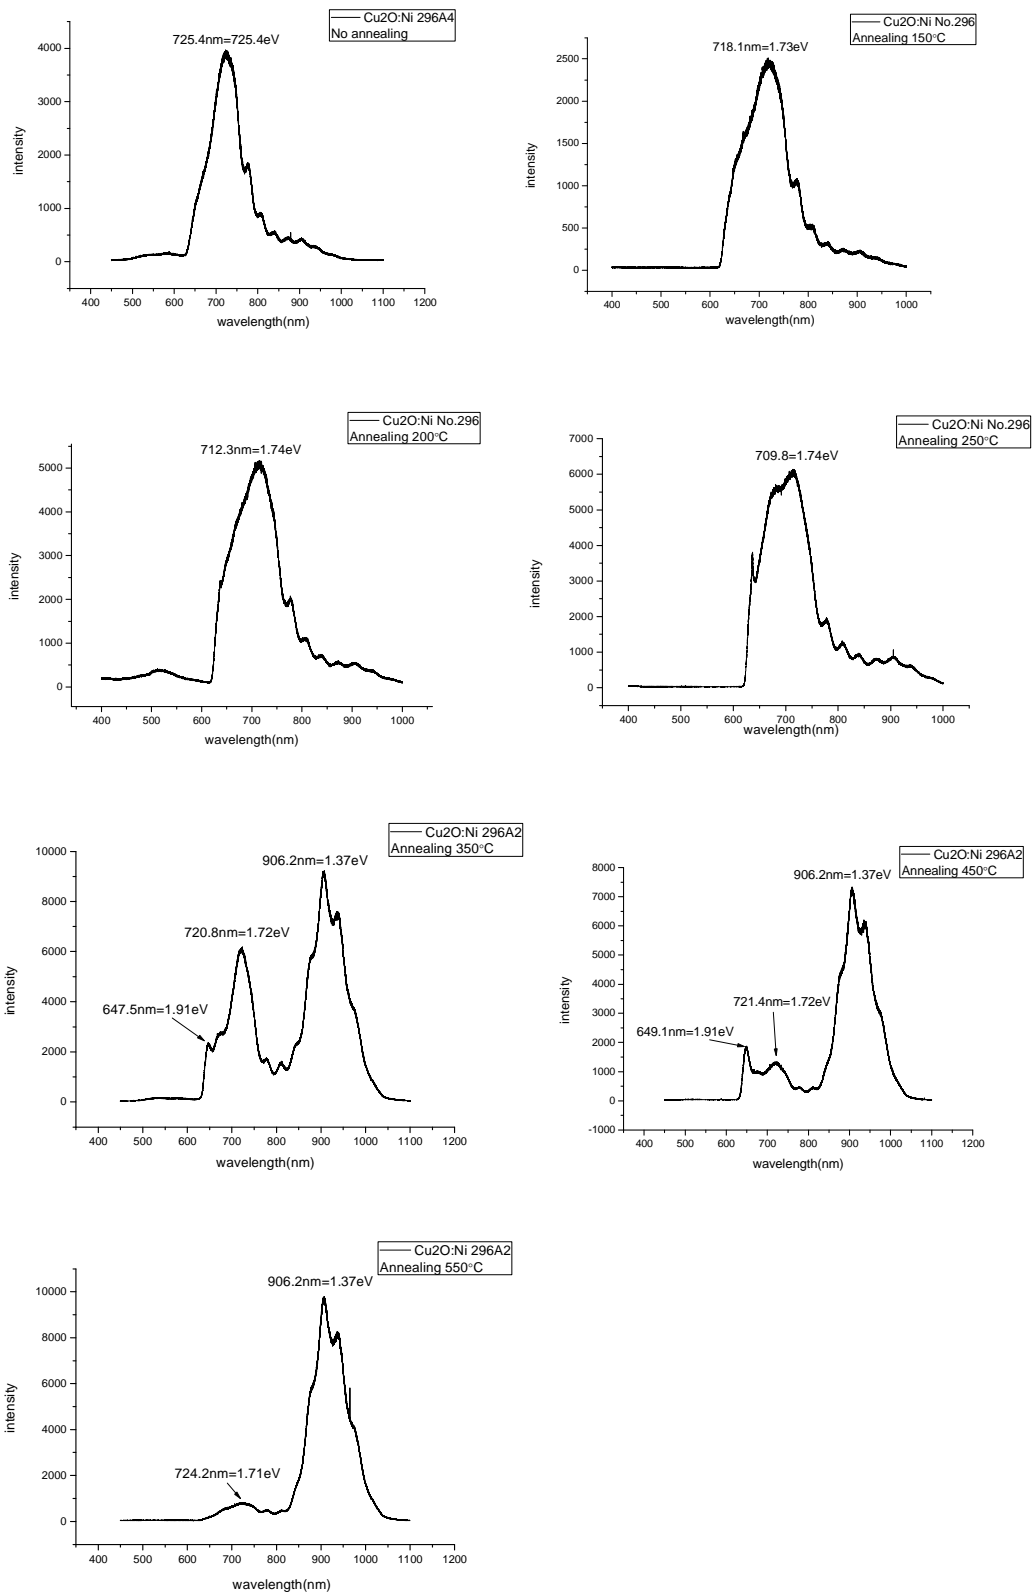 Cu2O:Ni 296A4
No annealing
725.4nm=725.4eV
4000
3000
2000
1000
0
intensity
400 500 600 700 800 900 1000 1100 1200
wavelength(nm)
Cu2O:Ni No.296
Annealing 150°C
718.1nm=1.73eV
2500
2000
1500
1000
500
0
intensity
400 500 600 700 800 900 1000
wavelength(nm)
Cu2O:Ni No.296
Annealing 200°C
712.3nm=1.74eV
5000
4000
3000
2000
1000
0
intensity
400 500 600 700 800 900 1000
wavelength(nm)
Cu2O:Ni No.296
Annealing 250°C
709.8=1.74eV
7000
6000
5000
4000
3000
2000
1000
0
intensity
400 500 600 700 800 900 1000
wavelength(nm)
Cu2O:Ni 296A2
Annealing 350°C
906.2nm=1.37eV
720.8nm=1.72eV
647.5nm=1.91eV
10000
8000
6000
4000
2000
0
intensity
400 500 600 700 800 900 1000 1100 1200
wavelength(nm)
Cu2O:Ni 296A2
Annealing 450°C
906.2nm=1.37eV
721.4nm=1.72eV
649.1nm=1.91eV
8000
7000
6000
5000
4000
3000
2000
1000
0
-1000
intensity
400 500 600 700 800 900 1000 1100 1200
wavelength(nm)
Cu2O:Ni 296A2
Annealing 550°C
906.2nm=1.37eV
724.2nm=1.71eV
10000
8000
6000
4000
2000
0
intensity
400 500 600 700 800 900 1000 1100 1200
wavelength(nm)